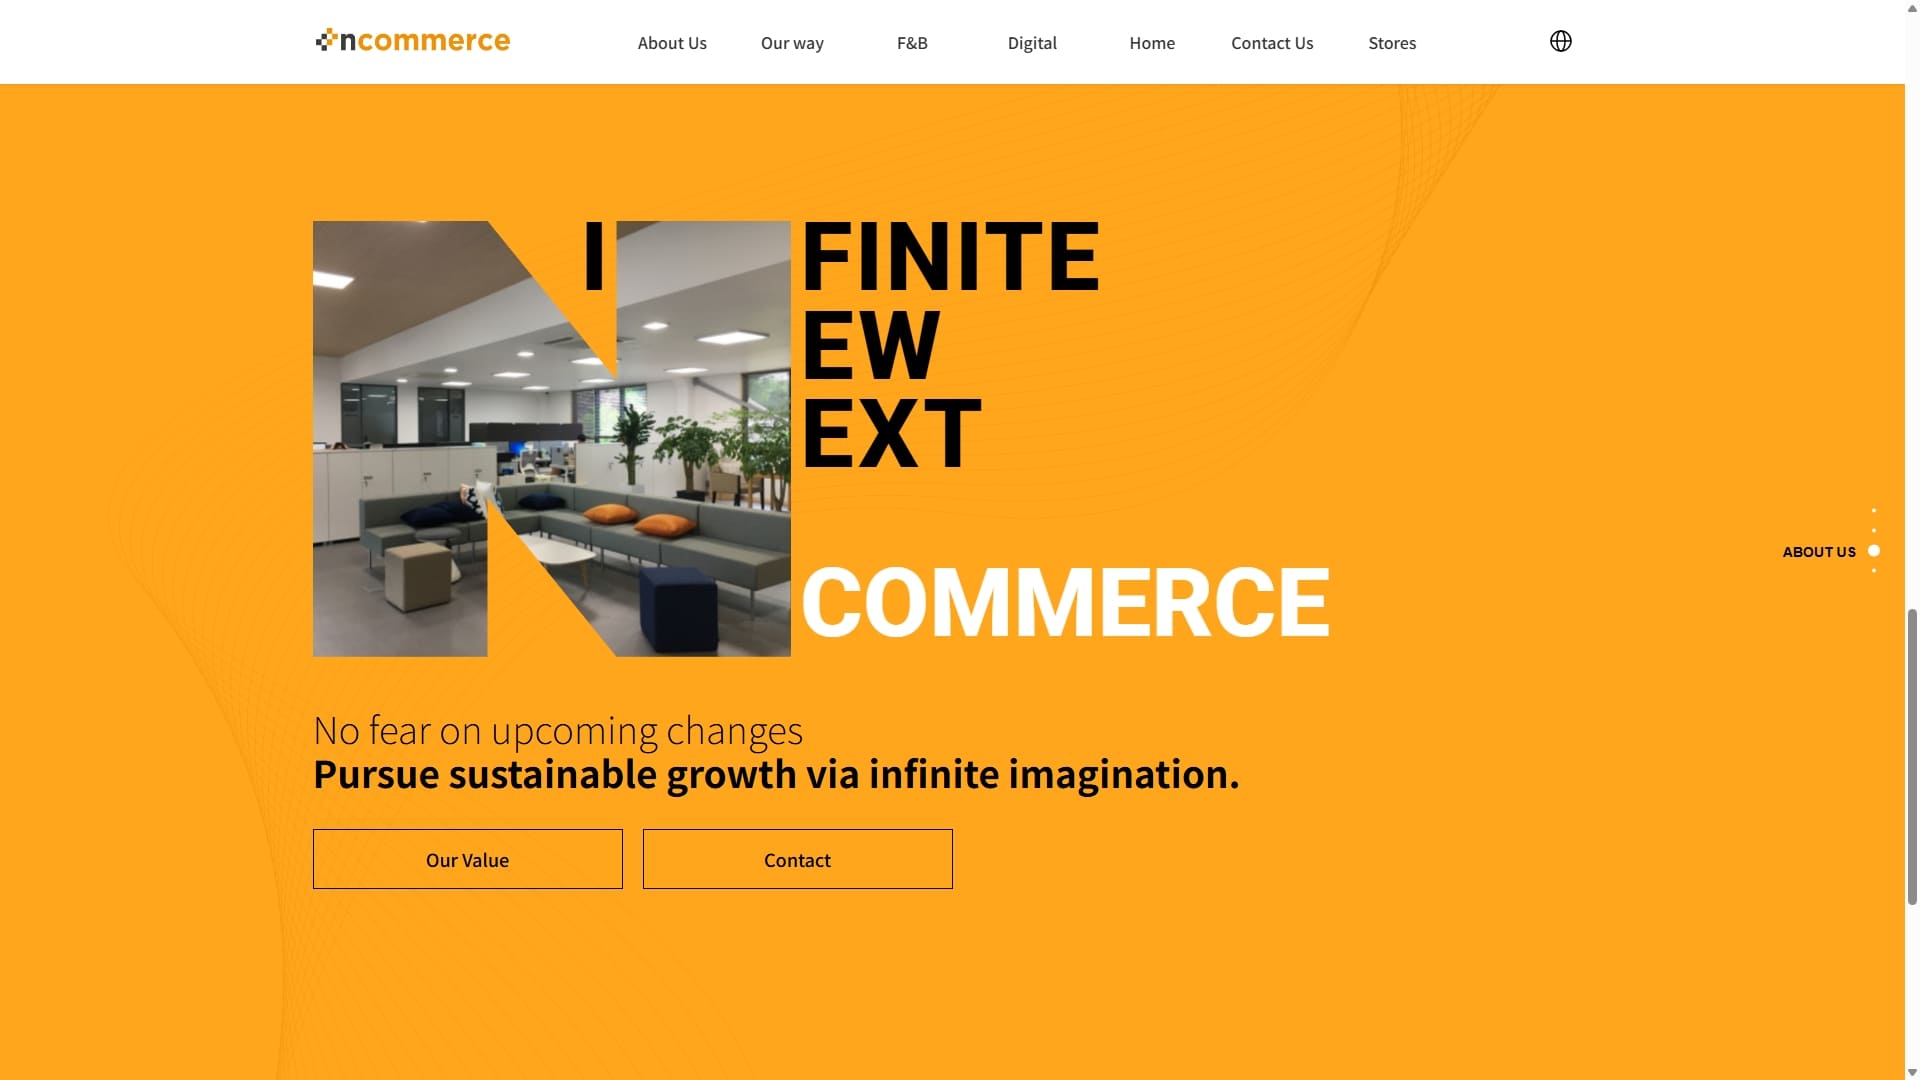 ncommerce
About Us
Our way
F&B
Digital
Home
Contact Us
Stores
I FINITE
EW
EXT
COMMERCE
ABOUT US
No fear on upcoming changes
Pursue sustainable growth via infinite imagination.
Our Value
Contact